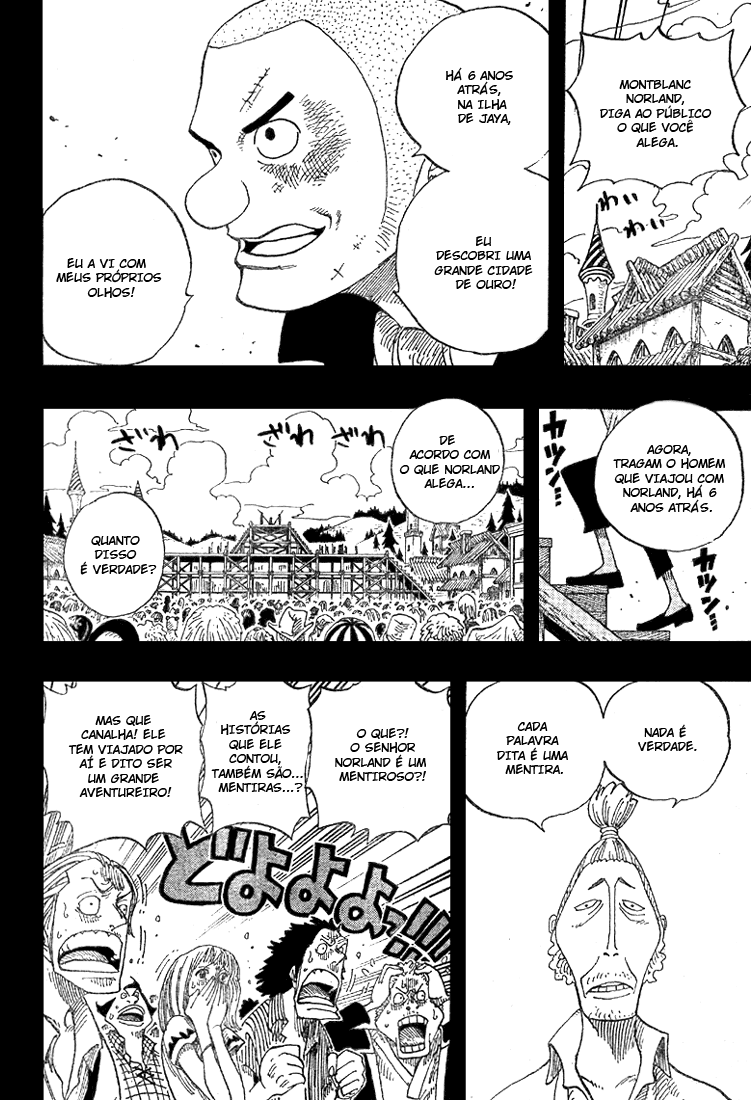 MONTBLANC
NORLAND,
DIGA AO PÚBLICO
O QUE VOCÊ
ALEGA.
わい
わい
HÁ 6 ANOS
ATRÁS,
NA ILHA
DE JAYA,
EU
DESCOBRI UMA
GRANDE CIDADE
DE OURO!
EU A VI COM
MEUS PRÓPRIOS
OLHOS!
AGORA,
TRAGAM O HOMEM
QUE VIAJOU COM
NORLAND, HÁ 6
ANOS ATRÁS.
カツン
カツン
DE
ACORDO COM
O QUE NORLAND
ALEGA...
ざわ
ざわ
QUANTO
DISSO
É VERDADE?
NADA É
VERDADE.
CADA
PALAVRA
DITA É UMA
MENTIRA.
O QUE?!
O SENHOR
NORLAND É UM
MENTIROSO?!
AS
HISTÓRIAS
QUE ELE
CONTOU,
TAMBÉM SÃO...
MENTIRAS...?
MAS QUE
CANALHA! ELE
TEM VIAJADO POR
AÍ E DITO SER
UM GRANDE
AVENTUREIRO!
どよよよっ!!!